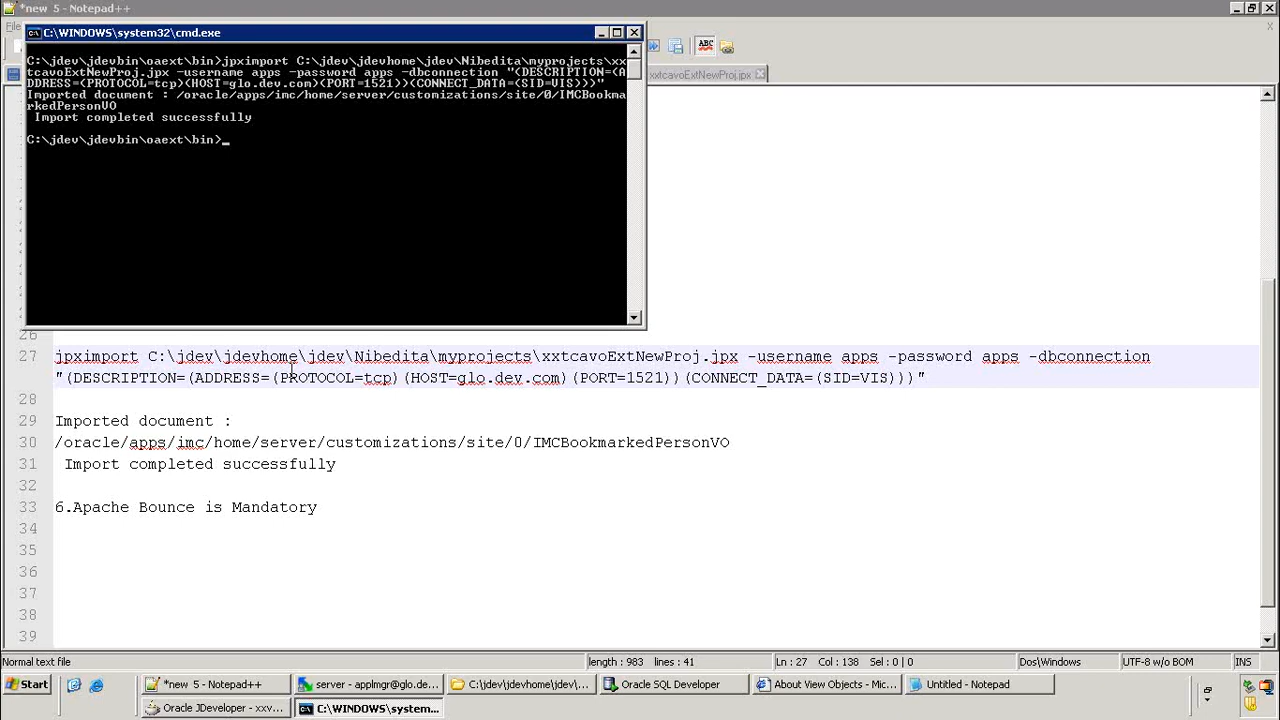 *new  5 - Notepad++
C:\WINDOWS\system32\cmd.exe
C:\jdev\jdevbin\oaext\bin>jpximport C:\jdev\jdevhome\jdev\Nibedita\myprojects\xx
tcavoExtNewProj.jpx -username apps -password apps -dbconnection "(DESCRIPTION=(A
DDRESS=(PROTOCOL=tcp)(HOST=glo.dev.com)(PORT=1521))(CONNECT_DATA=(SID=VIS)))"
Imported document : /oracle/apps/imc/home/server/customizations/site/0/IMCBookma
rkedPersonVO
Import completed successfully
C:\jdev\jdevbin\oaext\bin>_
ABC
xxtcavoExtNewProj.jpx
26
27 jpximport C:\jdev\jdevhome\jdev\Nibedita\myprojects\xxtcavoExtNewProj.jpx -username apps -password apps -dbconnection
"(DESCRIPTION=(ADDRESS=(PROTOCOL=tcp)(HOST=glo.dev.com)(PORT=1521))(CONNECT_DATA=(SID=VIS)))"
28
29 Imported document :
30 /oracle/apps/imc/home/server/customizations/site/0/IMCBookmarkedPersonVO
31 Import completed successfully
32
33 6.Apache Bounce is Mandatory
34
35
36
37
38
39
Normal text file length : 983 lines : 41 Ln : 27 Col : 138 Sel : 0 | 0 Dos\Windows UTF-8 w/o BOM INS
Start *new  5 - Notepad++ server - applmgr@glo.de... C:\jdev\jdevhome\jdev\... Oracle SQL Developer About View Objects - Mic... Untitled - Notepad
Oracle JDeveloper - xxv... C:\WINDOWS\system...